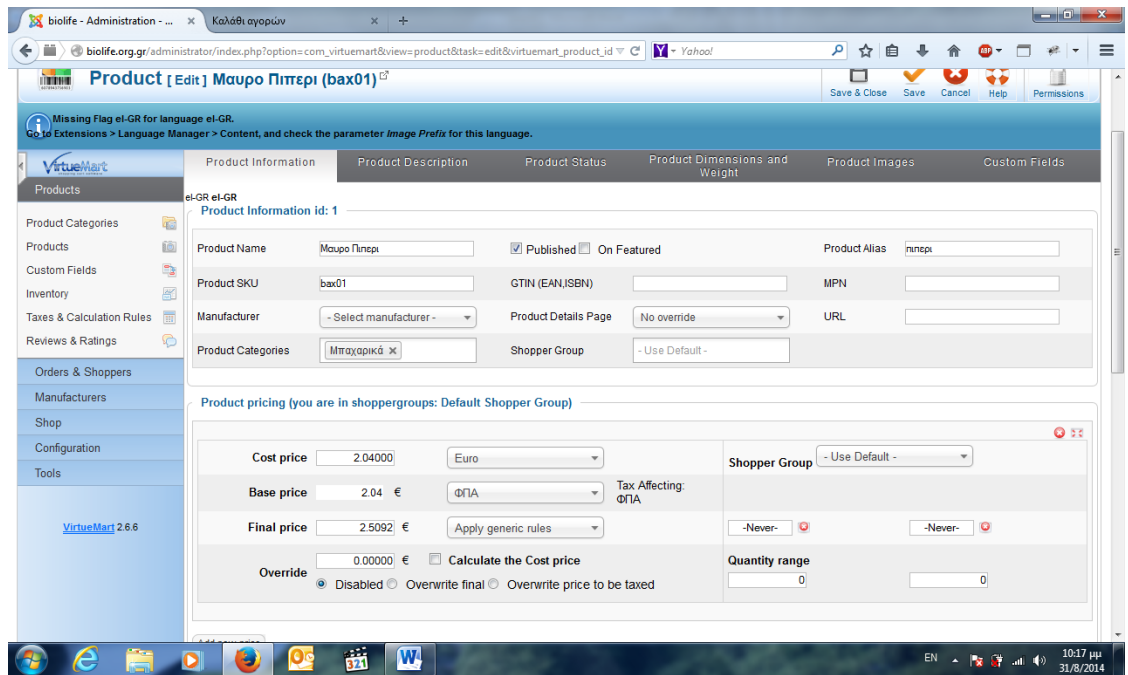 biolife - Administration - ... × Καλάθι αγορών × +
biolife.org.gr/administrator/index.php?option=com_virtuemart&view=product&task=edit&virtuemart_product_id Yahoo!
Product [ Edit ] Μαυρο Πιπερι (bax01)
Save & Close Save Cancel Help Permissions
Missing Flag el-GR for language el-GR.
Go to Extensions > Language Manager > Content, and check the parameter Image Prefix for this language.
VirtueMart
Product Information Product Description Product Status Product Dimensions and Weight Product Images Custom Fields
Products
el-GR el-GR
Product Information id: 1
Product Categories
Products
Custom Fields
Inventory
Taxes & Calculation Rules
Reviews & Ratings
Orders & Shoppers
Manufacturers
Shop
Configuration
Tools
VirtueMart 2.6.6
Product Name Μαυρο Πιπερι Published On Featured Product Alias πιπερι
Product SKU bax01 GTIN (EAN,ISBN) MPN
Manufacturer - Select manufacturer - Product Details Page No override URL
Product Categories Μπαχαρικά × Shopper Group - Use Default -
Product pricing (you are in shoppergroups: Default Shopper Group)
Cost price 2.04000 Euro Shopper Group - Use Default -
Base price 2.04 € ΦΠΑ Tax Affecting:
ΦΠΑ
Final price 2.5092 € Apply generic rules -Never- -Never-
Override 0.00000 € Calculate the Cost price Quantity range
Disabled Overwrite final Overwrite price to be taxed 0 0
Add new price
EN 10:17 μμ
31/8/2014